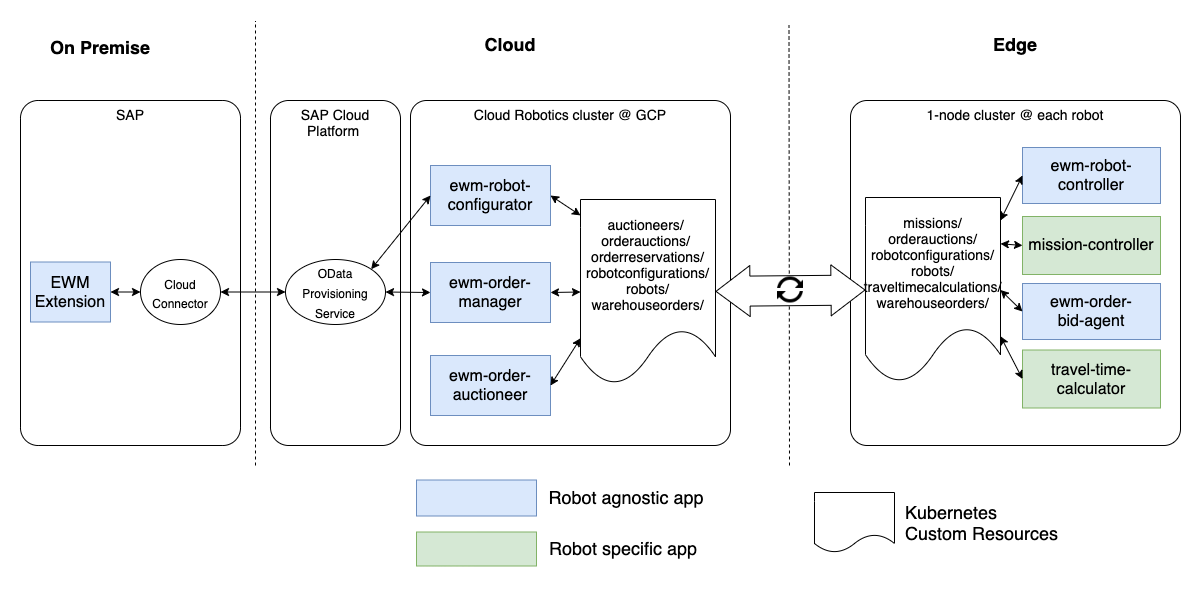 On Premise
Cloud
Edge
SAP
SAP Cloud
Platform
Cloud Robotics cluster @ GCP
1-node cluster @ each robot
EWM
Extension
Cloud
Connector
OData
Provisioning
Service
ewm-robot-
configurator
ewm-order-
manager
ewm-order-
auctioneer
auctioneers/
orderauctions/
orderreservations/
robotconfigurations/
robots/
warehouseorders/
missions/
orderauctions/
robotconfigurations/
robots/
traveltimecalculations/
warehouseorders/
ewm-robot-
controller
mission-controller
ewm-order-
bid-agent
travel-time-
calculator
Robot agnostic app
Robot specific app
Kubernetes
Custom Resources